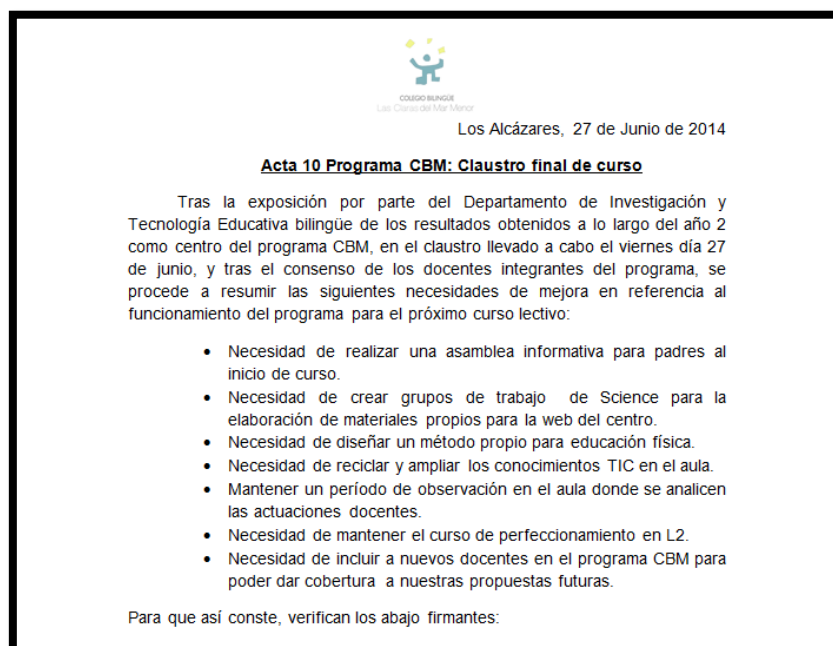 COLEGIO BILINGÜE
Las Claras del Mar Menor
Los Alcázares, 27 de Junio de 2014
Acta 10 Programa CBM: Claustro final de curso
Tras la exposición por parte del Departamento de Investigación y
Tecnología Educativa bilingüe de los resultados obtenidos a lo largo del año 2
como centro del programa CBM, en el claustro llevado a cabo el viernes día 27
de junio, y tras el consenso de los docentes integrantes del programa, se
procede a resumir las siguientes necesidades de mejora en referencia al
funcionamiento del programa para el próximo curso lectivo:
• Necesidad de realizar una asamblea informativa para padres al
inicio de curso.
• Necesidad de crear grupos de trabajo de Science para la
elaboración de materiales propios para la web del centro.
• Necesidad de diseñar un método propio para educación física.
• Necesidad de reciclar y ampliar los conocimientos TIC en el aula.
• Mantener un período de observación en el aula donde se analicen
las actuaciones docentes.
• Necesidad de mantener el curso de perfeccionamiento en L2.
• Necesidad de incluir a nuevos docentes en el programa CBM para
poder dar cobertura a nuestras propuestas futuras.
Para que así conste, verifican los abajo firmantes: